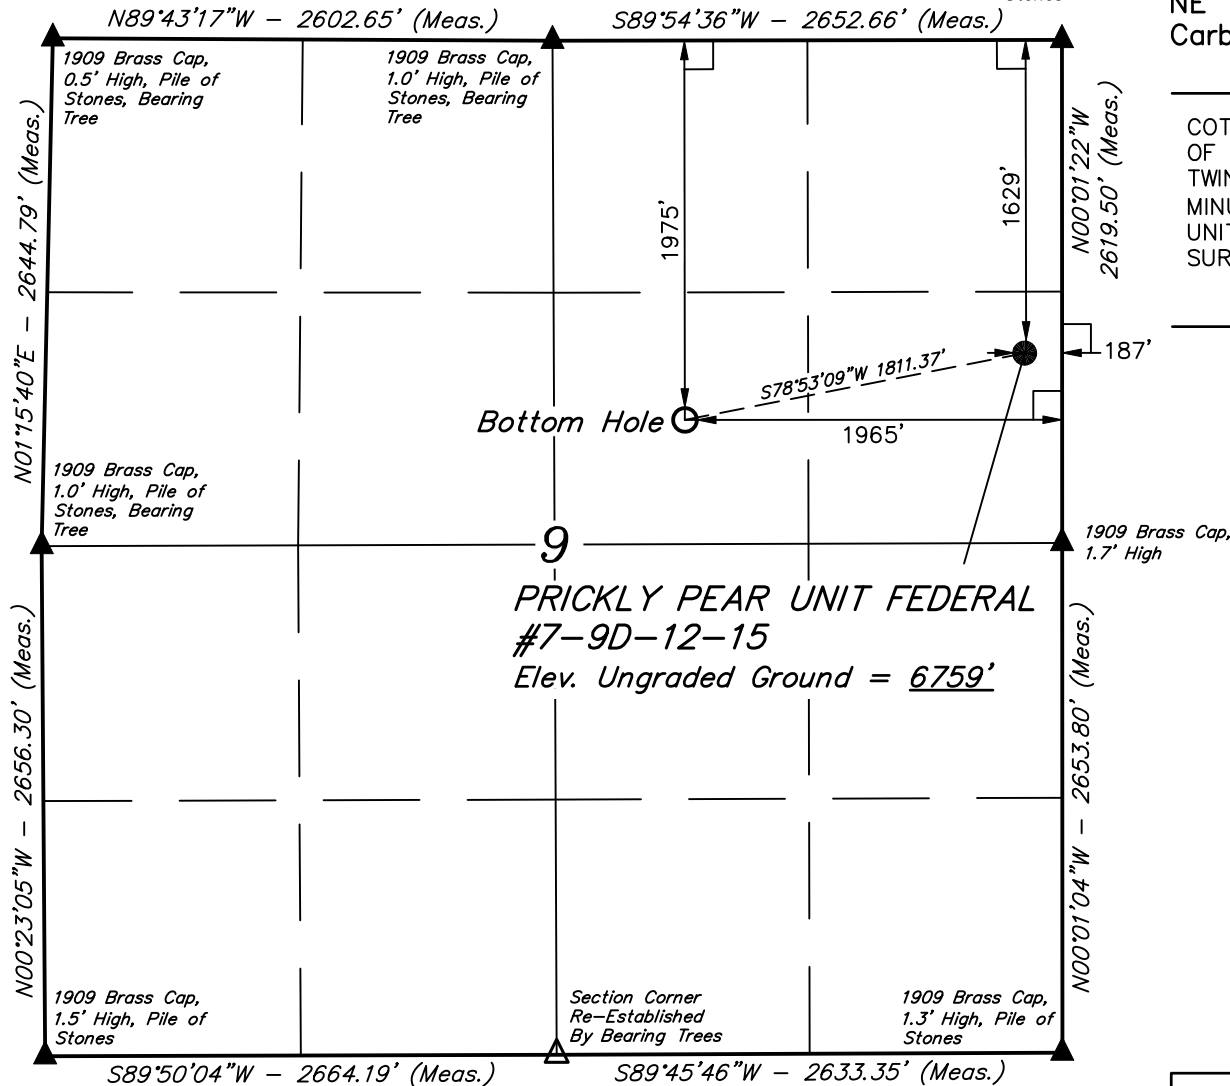 N89°43'17"W - 2602.65' (Meas.)
S89°54'36"W - 2652.66' (Meas.)
NE
1909 Brass Cap,
0.5' High, Pile of
Stones, Bearing
Tree
1909 Brass Cap,
1.0' High, Pile of
Stones, Bearing
Tree
N01°15'40"E - 2644.79' (Meas.)
1975'
1629'
N00°01'22"W
2619.50' (Meas.)
OF
187'
S78°53'09"W 1811.37'
Bottom Hole
1965'
1909 Brass Cap,
1.0' High, Pile of
Stones, Bearing
Tree
9
1909 Brass Cap,
1.7' High
PRICKLY PEAR UNIT FEDERAL
#7-9D-12-15
Elev. Ungraded Ground = 6759'
N00°23'05"W - 2656.30' (Meas.)
N00°01'04"W - 2653.80' (Meas.)
1909 Brass Cap,
1.5' High, Pile of
Stones
Section Corner
Re-Established
By Bearing Trees
1909 Brass Cap,
1.3' High, Pile of
Stones
S89°50'04"W - 2664.19' (Meas.)
S89°45'46"W - 2633.35' (Meas.)